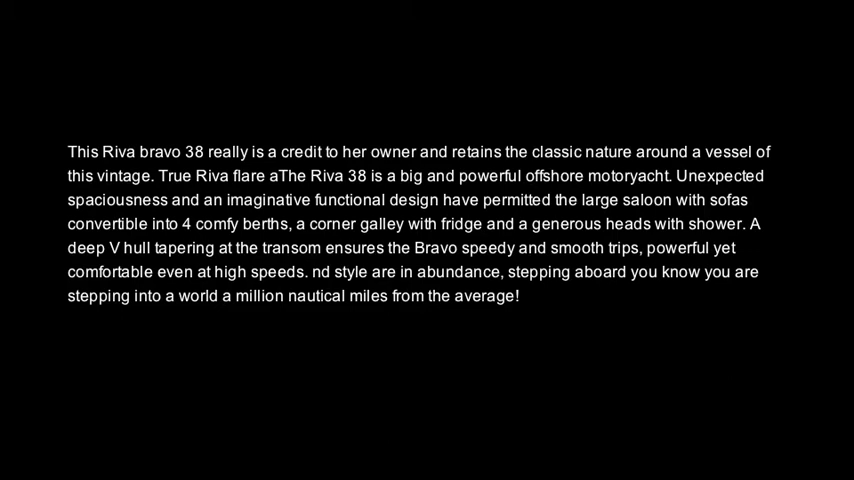 This Riva bravo 38 really is a credit to her owner and retains the classic nature around a vessel of
this vintage. True Riva flare aThe Riva 38 is a big and powerful offshore motoryacht. Unexpected
spaciousness and an imaginative functional design have permitted the large saloon with sofas
convertible into 4 comfy berths, a corner galley with fridge and a generous heads with shower. A
deep V hull tapering at the transom ensures the Bravo speedy and smooth trips, powerful yet
comfortable even at high speeds. nd style are in abundance, stepping aboard you know you are
stepping into a world a million nautical miles from the average!